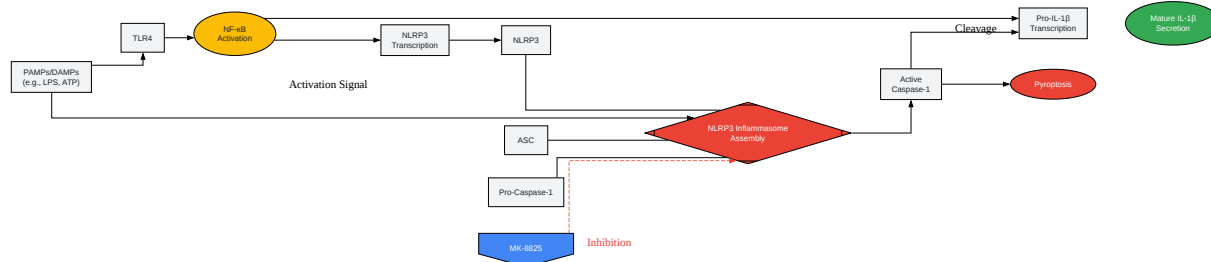 PAMPs/DAMPs
(e.g., LPS, ATP)
TLR4
NF-κB
Activation
NLRP3
Transcription
NLRP3
Activation Signal
ASC
Pro-Caspase-1
MK-8825
Inhibition
NLRP3 Inflammasome
Assembly
Active
Caspase-1
Cleavage
Pro-IL-1β
Transcription
Pyroptosis
Mature IL-1β
Secretion